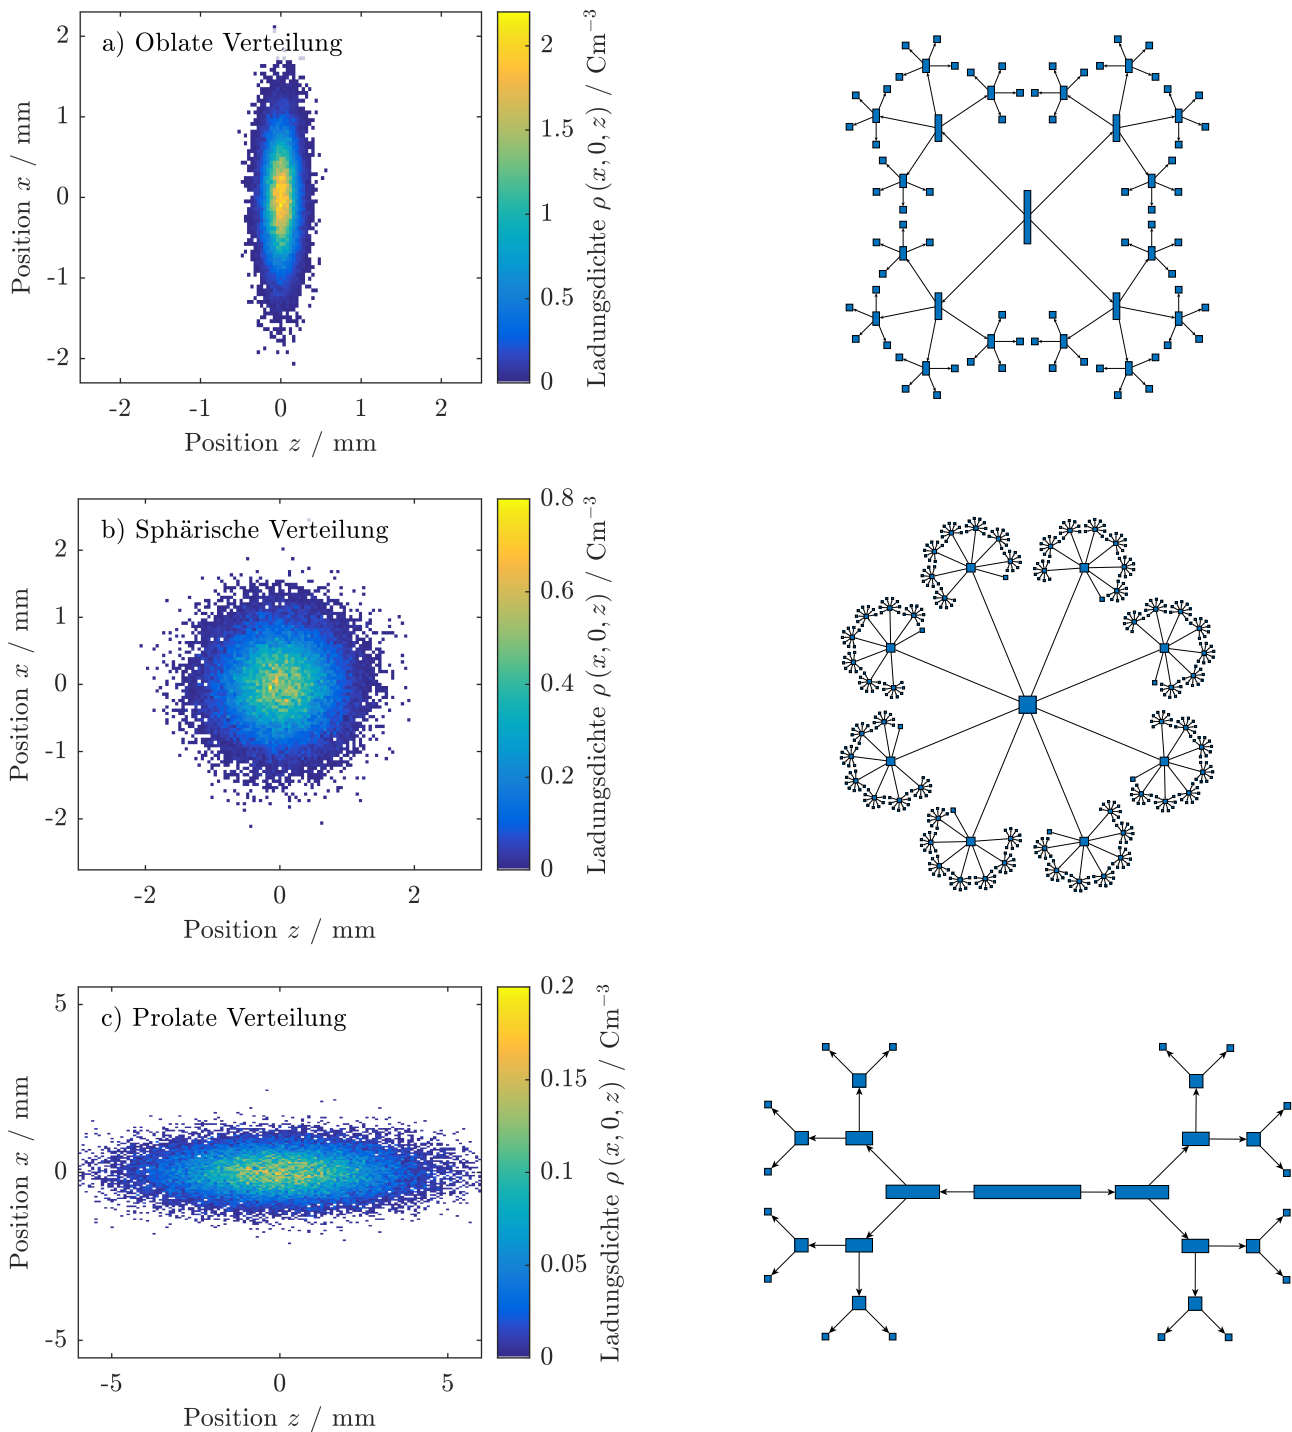 a) Oblate Verteilung
2
1
0
-1
-2
Position x / mm
-2 -1 0 1 2
Position z / mm
2
1.5
1
0.5
0
Ladungsdichte ρ (x, 0, z) / Cm⁻³
b) Sphärische Verteilung
2
1
0
-1
-2
Position x / mm
-2 0 2
Position z / mm
0.8
0.6
0.4
0.2
0
Ladungsdichte ρ (x, 0, z) / Cm⁻³
c) Prolate Verteilung
5
0
-5
Position x / mm
-5 0 5
Position z / mm
0.2
0.15
0.1
0.05
0
Ladungsdichte ρ (x, 0, z) / Cm⁻³